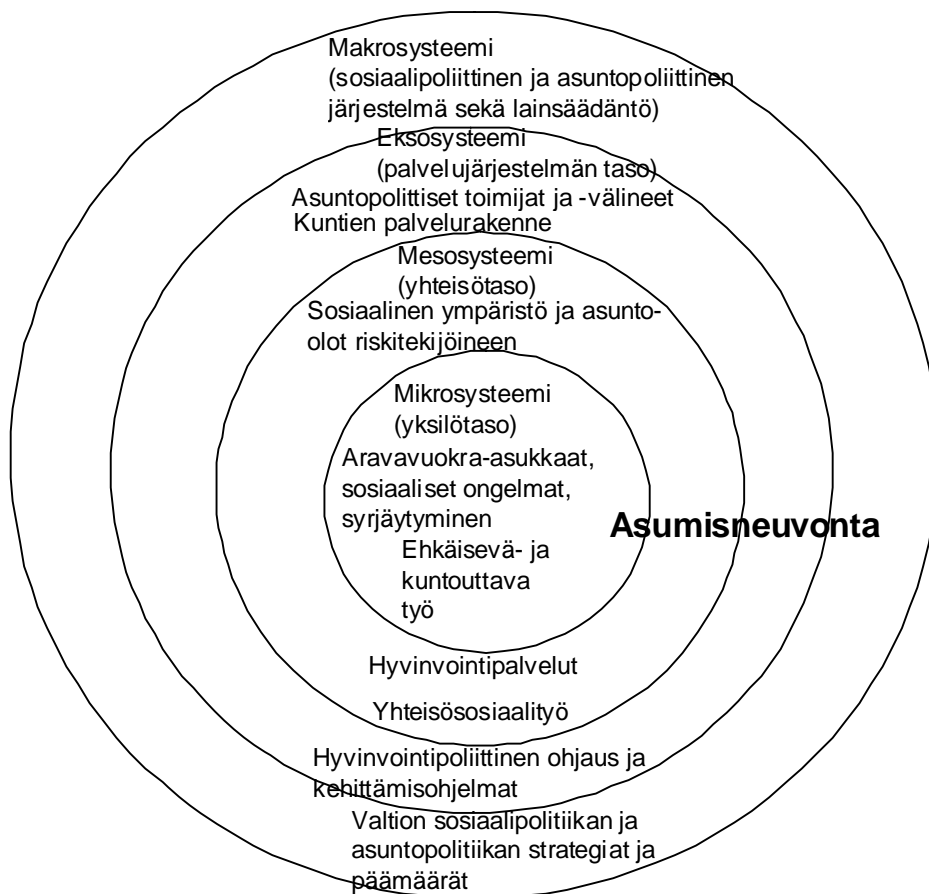 Makrosysteemi
(sosiaalipoliittinen ja asuntopoliittinen
järjestelmä sekä lainsäädäntö)
Eksosysteemi
(palvelujärjestelmän taso)
Asuntopolittiset toimijat ja -välineet
Kuntien palvelurakenne
Mesosysteemi
(yhteisötaso)
Sosiaalinen ympäristö ja asunto-
olot riskitekijöineen
Mikrosysteemi
(yksilötaso)
Aravavuokra-asukkaat,
sosiaaliset ongelmat,
syrjäytyminen
Asumisneuvonta
Ehkäisevä- ja
kuntouttava
työ
Hyvinvointipalvelut
Yhteisösosiaalityö
Hyvinvointipoliittinen ohjaus ja
kehittämisohjelmat
Valtion sosiaalipolitiikan ja
asuntopolitiikan strategiat ja
päämäärät